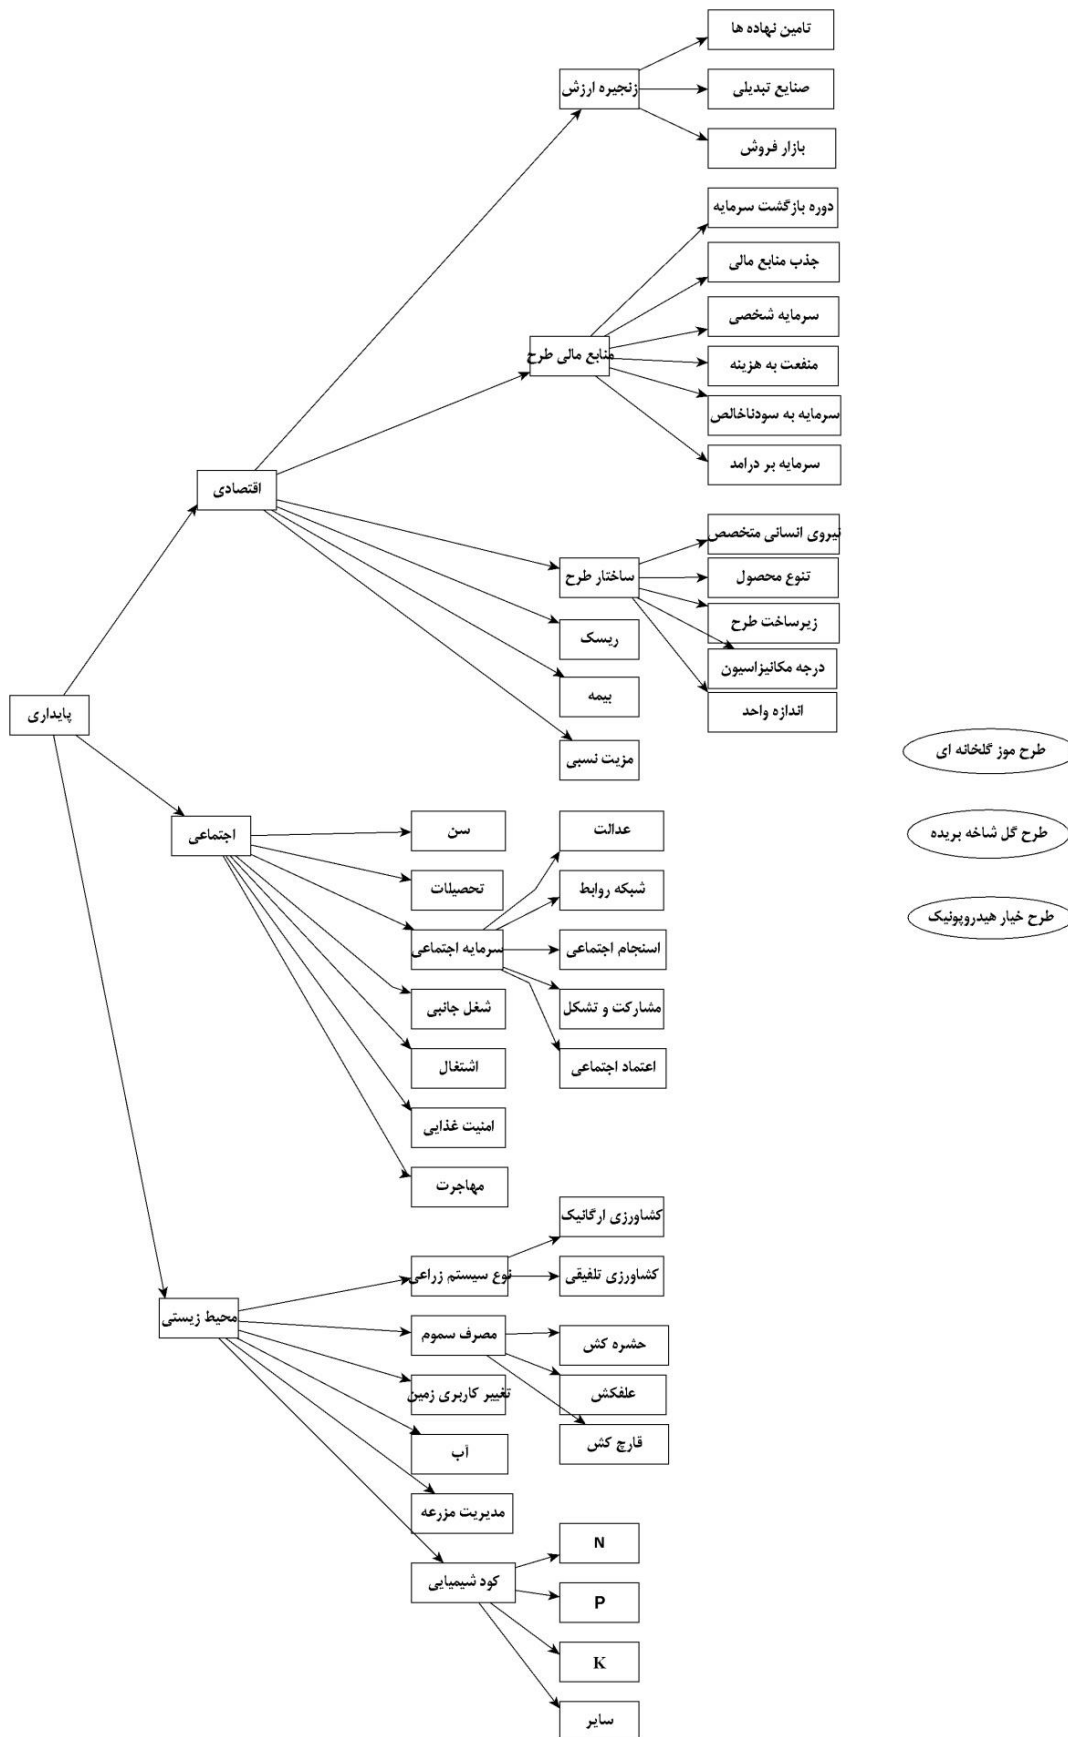 پایداری
اقتصادی
زنجیره ارزش
تامین نهاده ها
صنایع تبدیلی
بازار فروش
منابع مالی طرح
دوره بازگشت سرمایه
جذب منابع مالی
سرمایه شخصی
منفعت به هزینه
سرمایه به سودناخالص
سرمایه بر درامد
ساختار طرح
نیروی انسانی متخصص
تنوع محصول
زیرساخت طرح
درجه مکانیزاسیون
اندازه واحد
ریسک
بیمه
مزیت نسبی
اجتماعی
سن
تحصیلات
سرمایه اجتماعی
عدالت
شبکه روابط
اسنجام اجتماعی
مشارکت و تشکل
اعتماد اجتماعی
شغل جانبی
اشتغال
امنیت غذایی
مهاجرت
محیط زیستی
نوع سیستم زراعی
کشاورزی ارگانیک
کشاورزی تلفیقی
مصرف سموم
حشره کش
علفکش
قارچ کش
تغییر کاربری زمین
آب
مدیریت مزرعه
کود شیمیایی
N
P
K
سایر
طرح موز گلخانه ای
طرح گل شاخه بریده
طرح خیار هیدروپونیک